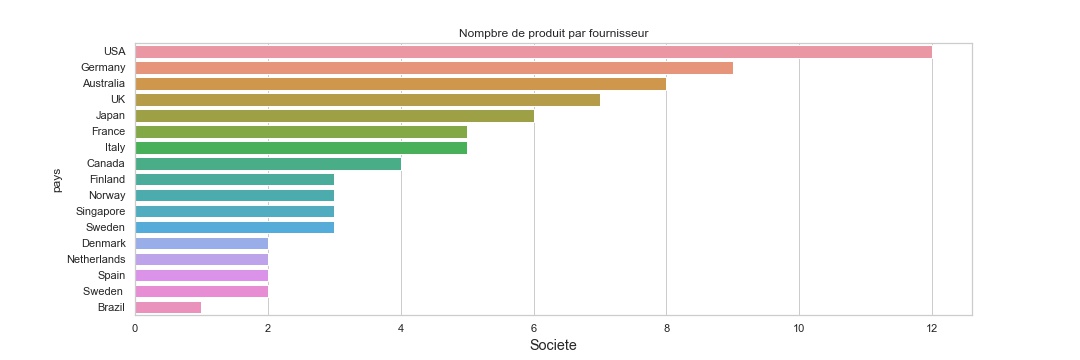 Nompbre de produit par fournisseur
USA
Germany
Australia
UK
Japan
France
Italy
Canada
Finland
Norway
Singapore
Sweden
Denmark
Netherlands
Spain
Sweden
Brazil
pays
0 2 4 6 8 10 12
Societe